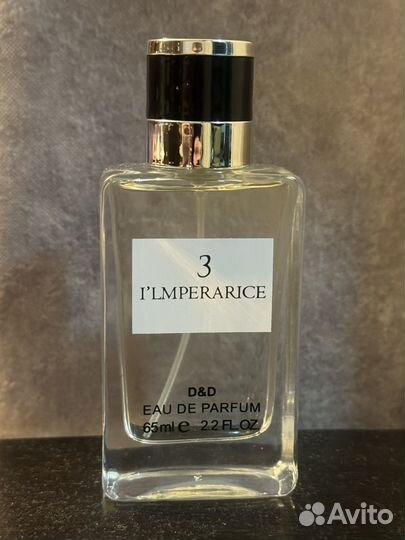 3
I'LMPERARICE
D&D
EAU DE PARFUM
65ml e 2.2 FL.OZ.
Avito